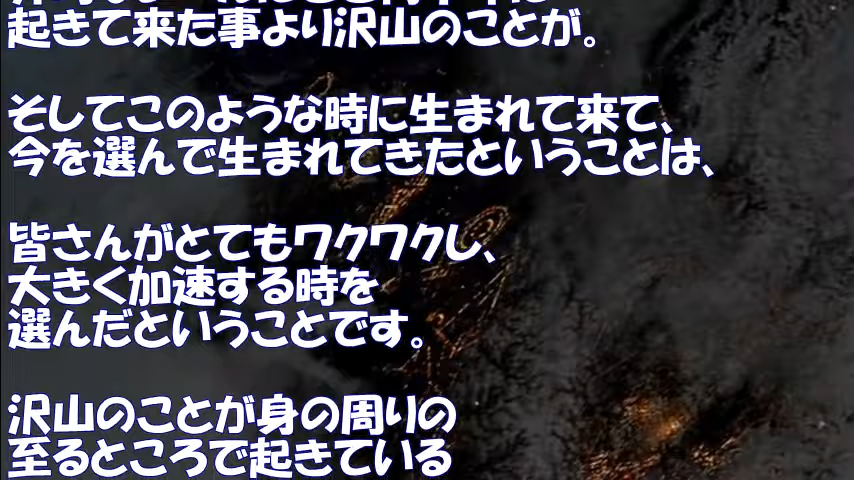 起きて来た事より沢山のことが。
そしてこのような時に生まれて来て、
今を選んで生まれてきたということは、
皆さんがとてもワクワクし、
大きく加速する時を
選んだということです。
沢山のことが身の周りの
至るところで起きている